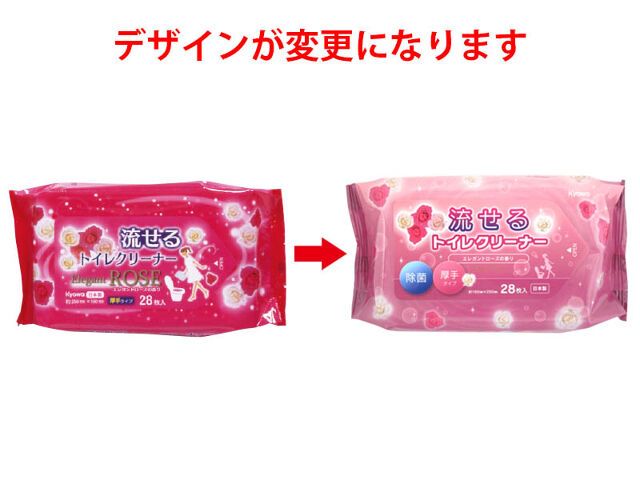 デザインが変更になります
流せる
トイレクリーナー
Elegant ROSE
エレガントローズの香り
Kyowa 日本製
厚手タイプ 28枚入
OPEN
Kyowa
流せる
トイレクリーナー
エレガントローズの香り
除菌
厚手
タイプ
28枚入 日本製
OPEN